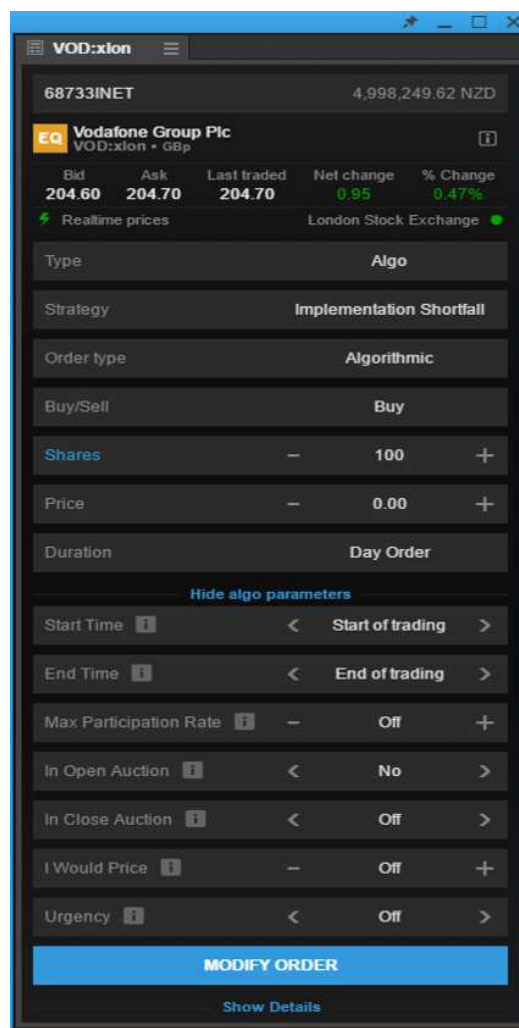 VOD:xlon
68733INET 4,998,249.62 NZD
EQ Vodafone Group Plc
VOD:xlon • GBp
Bid Ask Last traded Net change % Change
204.60 204.70 204.70 0.95 0.47%
Realtime prices London Stock Exchange
Type Algo
Strategy Implementation Shortfall
Order type Algorithmic
Buy/Sell Buy
Shares − 100 +
Price − 0.00 +
Duration Day Order
Hide algo parameters
Start Time i < Start of trading >
End Time i < End of trading >
Max Participation Rate i − Off +
In Open Auction i < No >
In Close Auction i < Off >
I Would Price i − Off +
Urgency i < Off >
MODIFY ORDER
Show Details